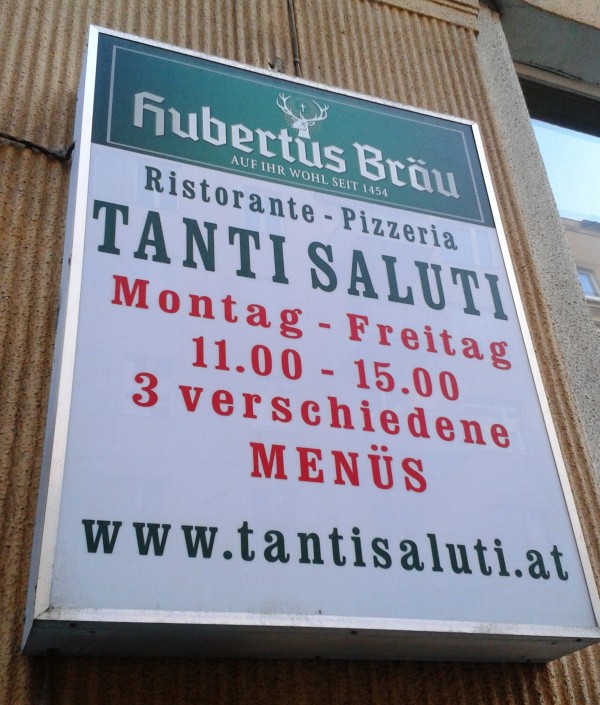 Hubertus Bräu
AUF IHR WOHL SEIT 1454
Ristorante - Pizzeria
TANTI SALUTI
Montag - Freitag
11.00 - 15.00
3 verschiedene
MENÜS
www.tantisaluti.at